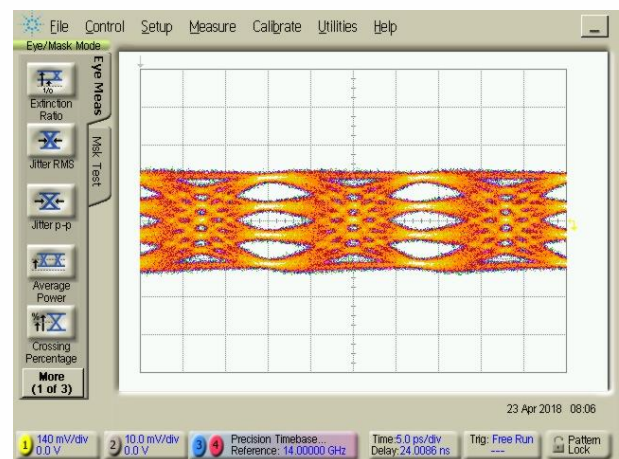 File Control Setup Measure Calibrate Utilities Help
Eye/Mask Mode
Eye Meas
Msk Test
Extinction
Ratio
Jitter RMS
Jitter p-p
Average
Power
Crossing
Percentage
More
(1 of 3)
23 Apr 2018 08:06
1 140 mV/div
0.0 V
2 10.0 mV/div
0.0 V
3 4 Precision Timebase...
Reference: 14.00000 GHz
Time:5.0 ps/div
Delay:24.0086 ns
Trig: Free Run
---
Pattern
Lock